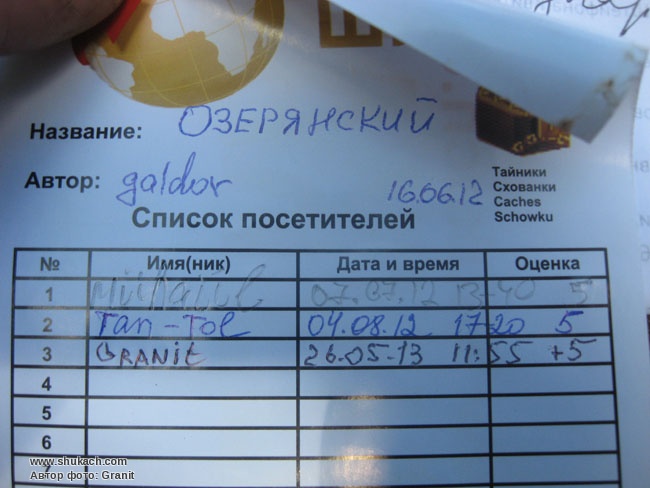 Название: ОЗЕРЯНСКИЙ
Автор: galdor 16.06.12
Тайники
Схованки
Caches
Schowku
Список посетителей
№ Имя(ник) Дата и время Оценка
1 07.07.12 13-40 5
2 Tan-Tol 04.08.12 17-20 5
3 GRANIt 26.05-13 11:55 +5
4
5
6
7
www.shukach.com
Автор фото: Granit